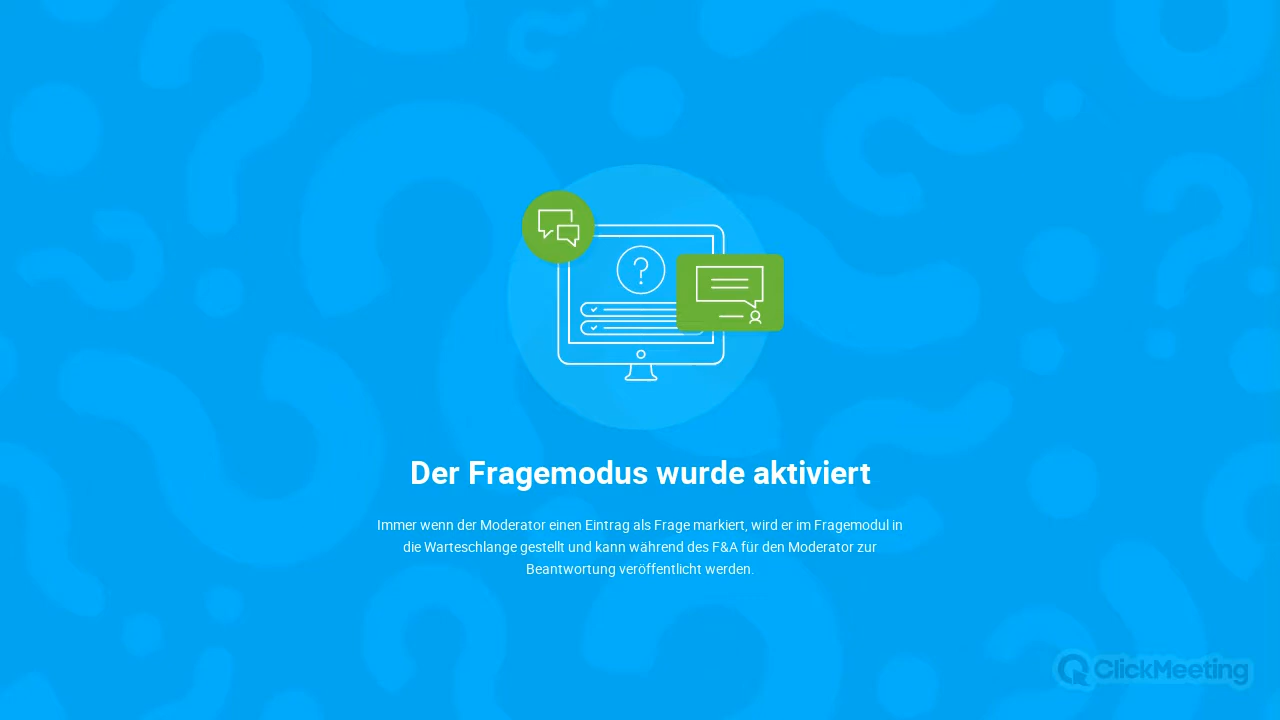 Der Fragemodus wurde aktiviert
Immer wenn der Moderator einen Eintrag als Frage markiert, wird er im Fragemodul in
die Warteschlange gestellt und kann während des F&A für den Moderator zur
Beantwortung veröffentlicht werden.
ClickMeeting